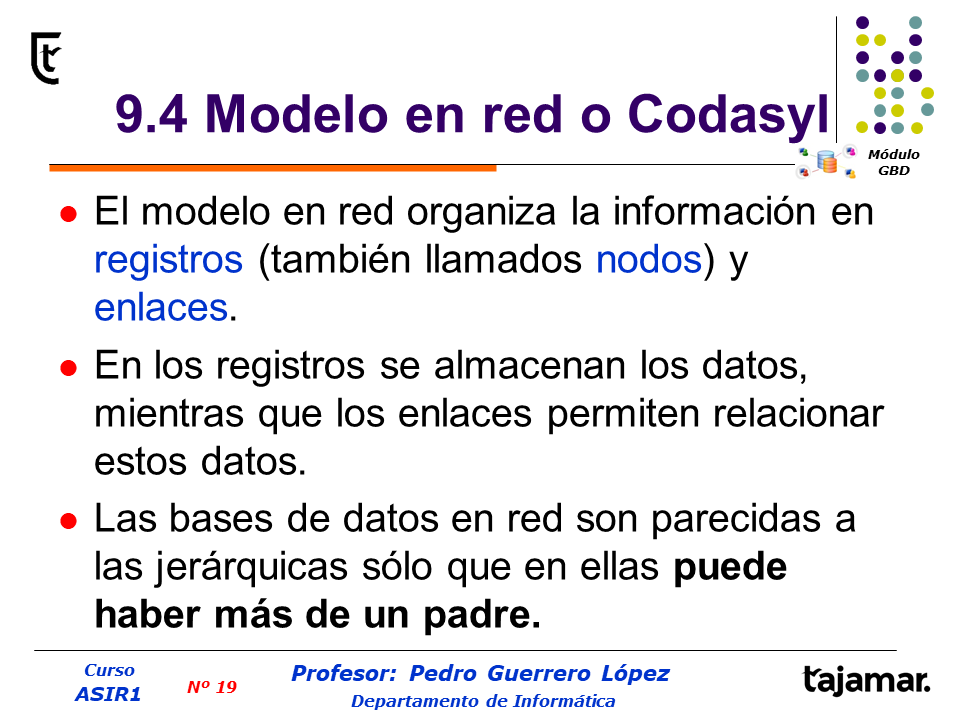 9.4 Modelo en red o Codasyl
Módulo
GBD
El modelo en red organiza la información en
registros (también llamados nodos) y
enlaces.
En los registros se almacenan los datos,
mientras que los enlaces permiten relacionar
estos datos.
Las bases de datos en red son parecidas a
las jerárquicas sólo que en ellas puede
haber más de un padre.
Curso
ASIR1
Nº 19
Profesor: Pedro Guerrero López
Departamento de Informática
tajamar.